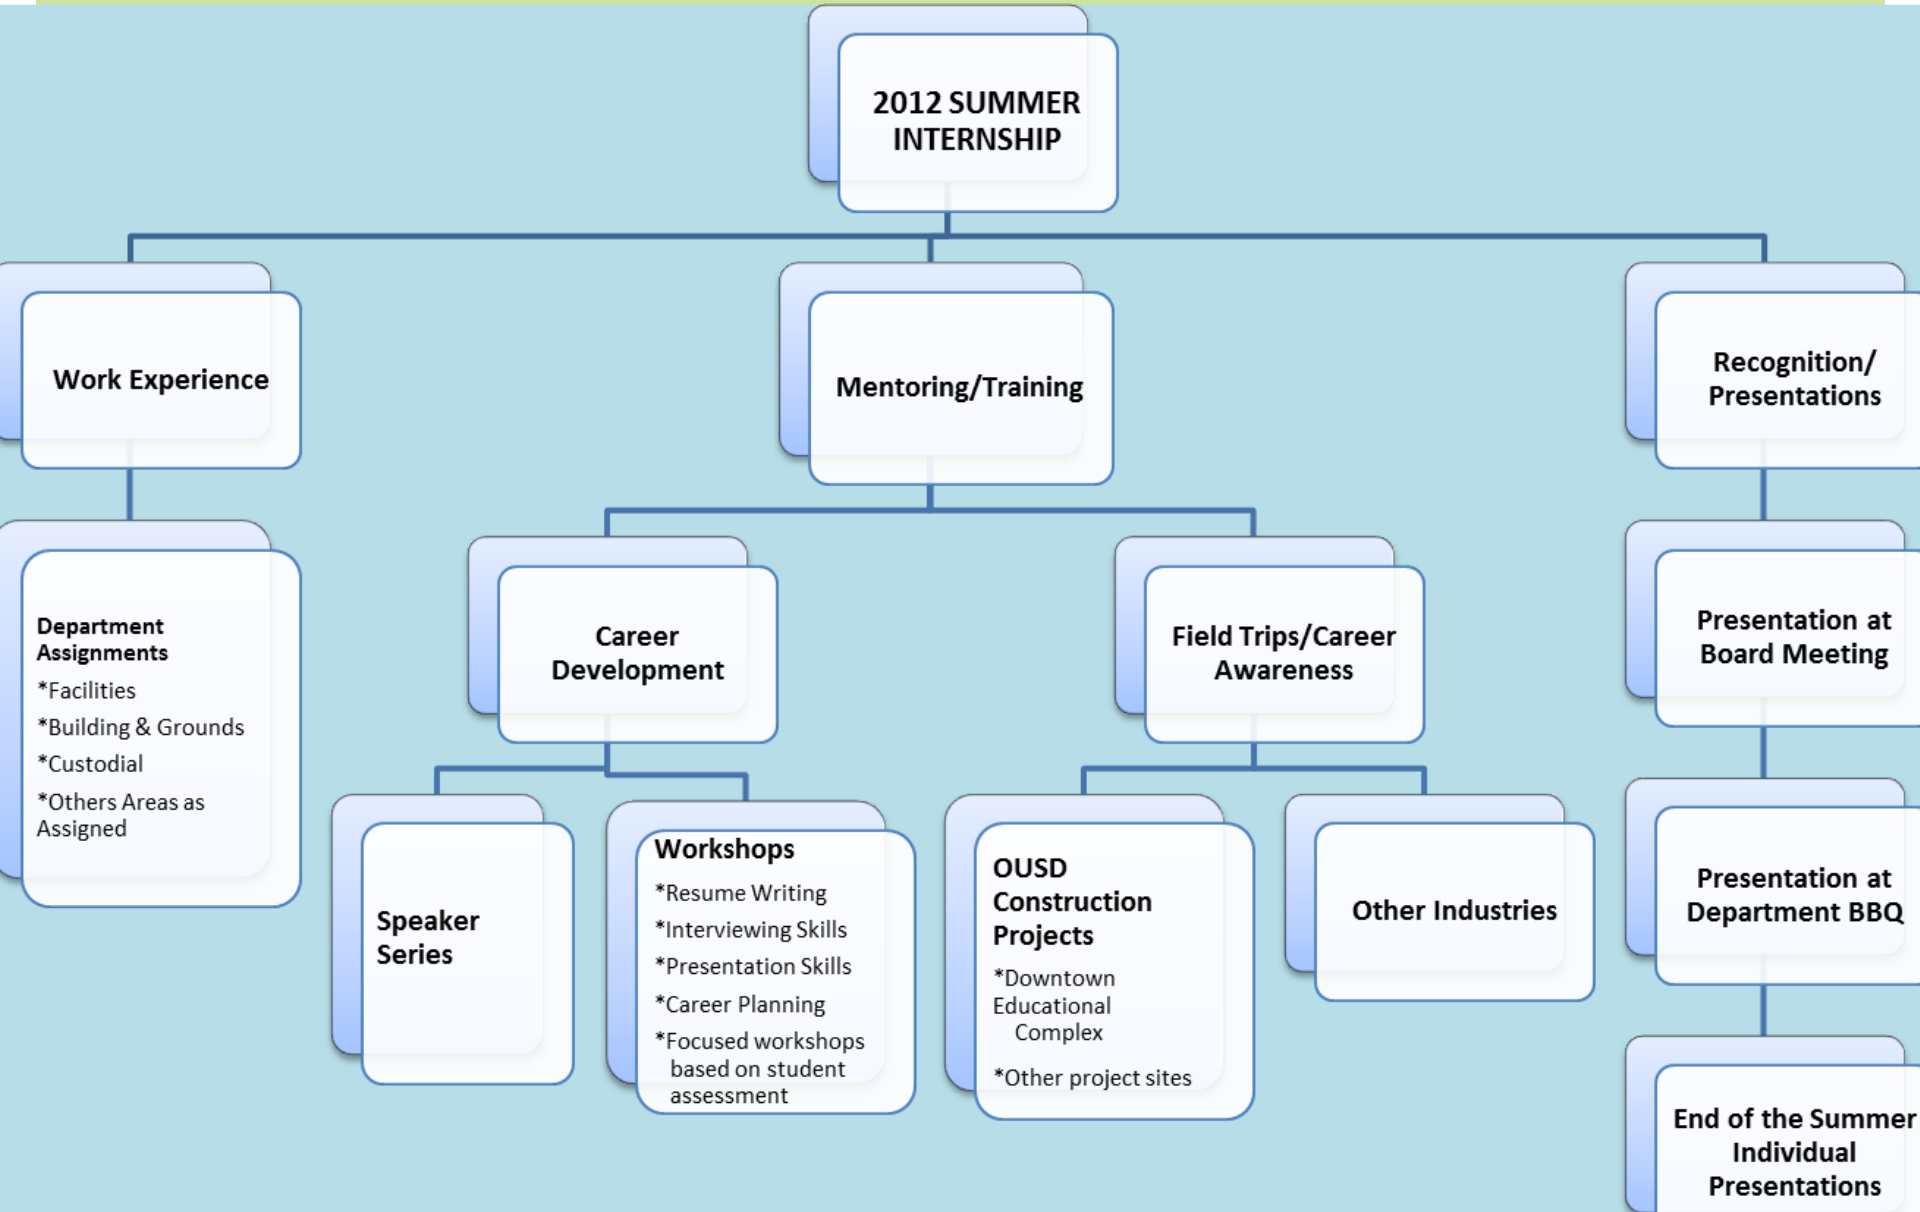 2012 SUMMER
INTERNSHIP
Work Experience
Mentoring/Training
Recognition/
Presentations
Department
Assignments
*Facilities
*Building & Grounds
*Custodial
*Others Areas as
Assigned
Career
Development
Field Trips/Career
Awareness
Presentation at
Board Meeting
Speaker
Series
Workshops
*Resume Writing
*Interviewing Skills
*Presentation Skills
*Career Planning
*Focused workshops
based on student
assessment
OUSD
Construction
Projects
*Downtown
Educational
Complex
*Other project sites
Other Industries
Presentation at
Department BBQ
End of the Summer
Individual
Presentations